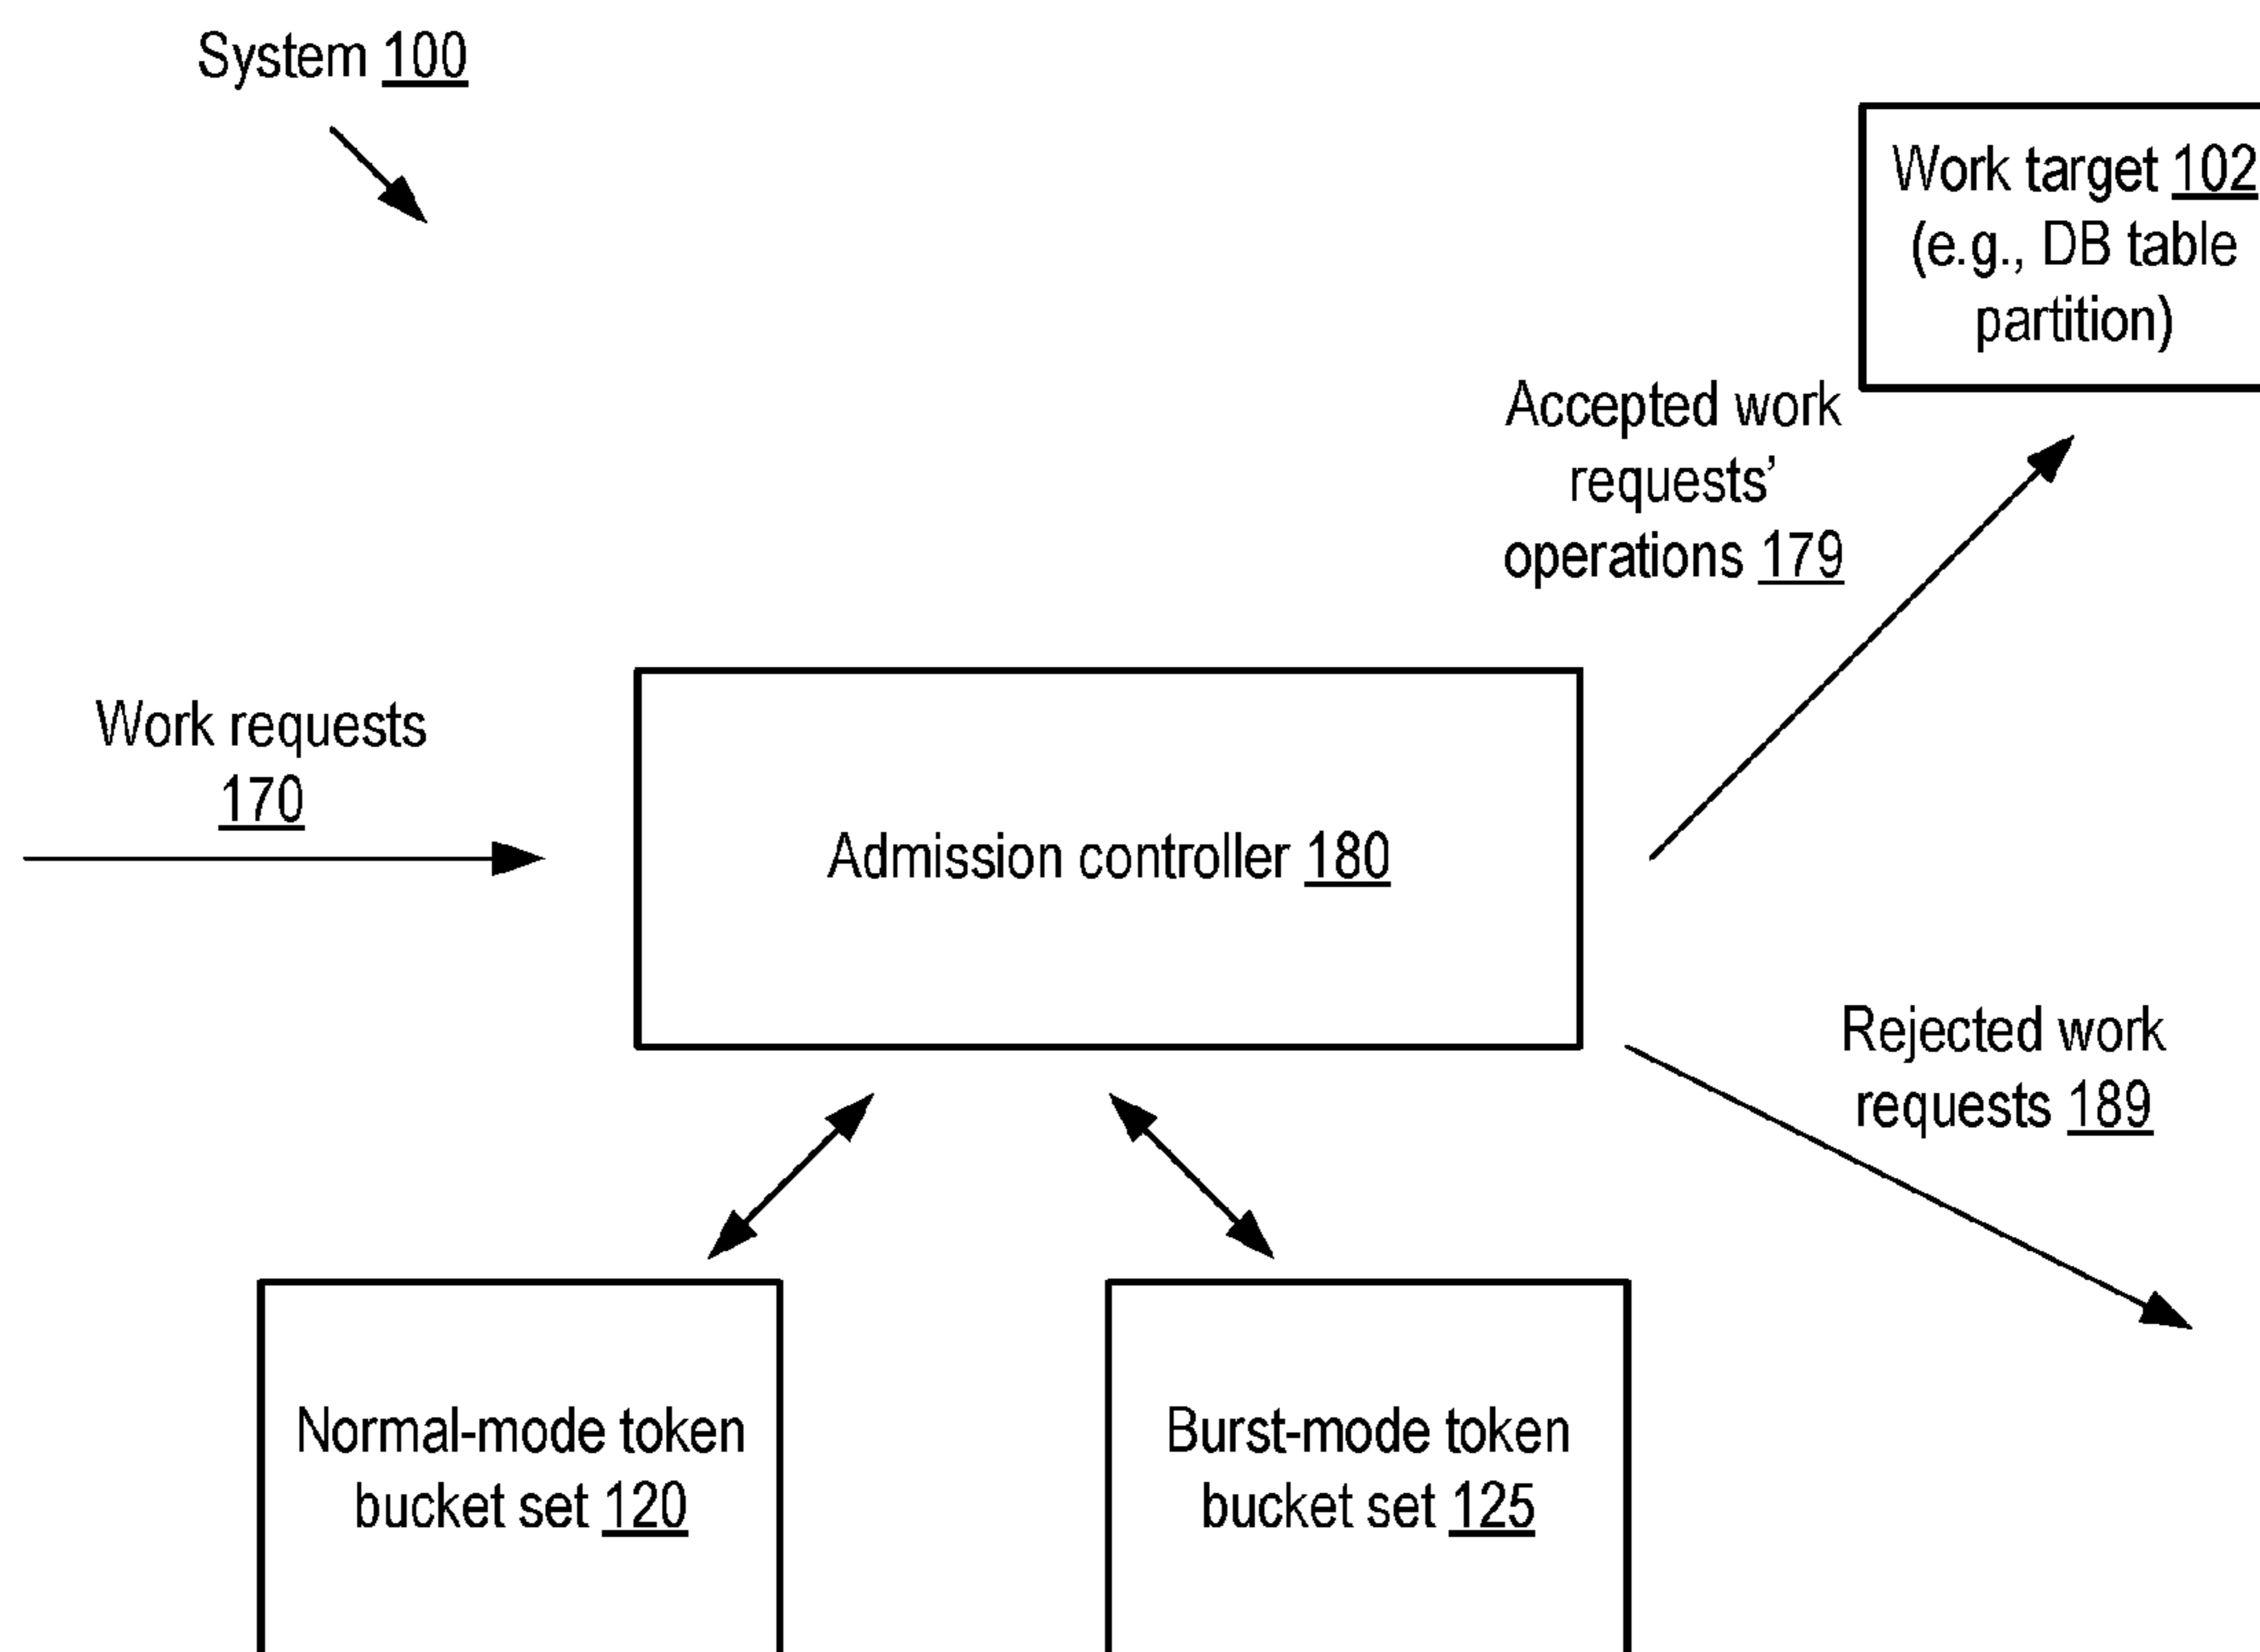 System 100
Work target 102
(e.g., DB table
partition)
Accepted work
requests’
operations 179
Work requests
170
Admission controller 180
Rejected work
requests 189
Normal-mode token
bucket set 120
Burst-mode token
bucket set 125